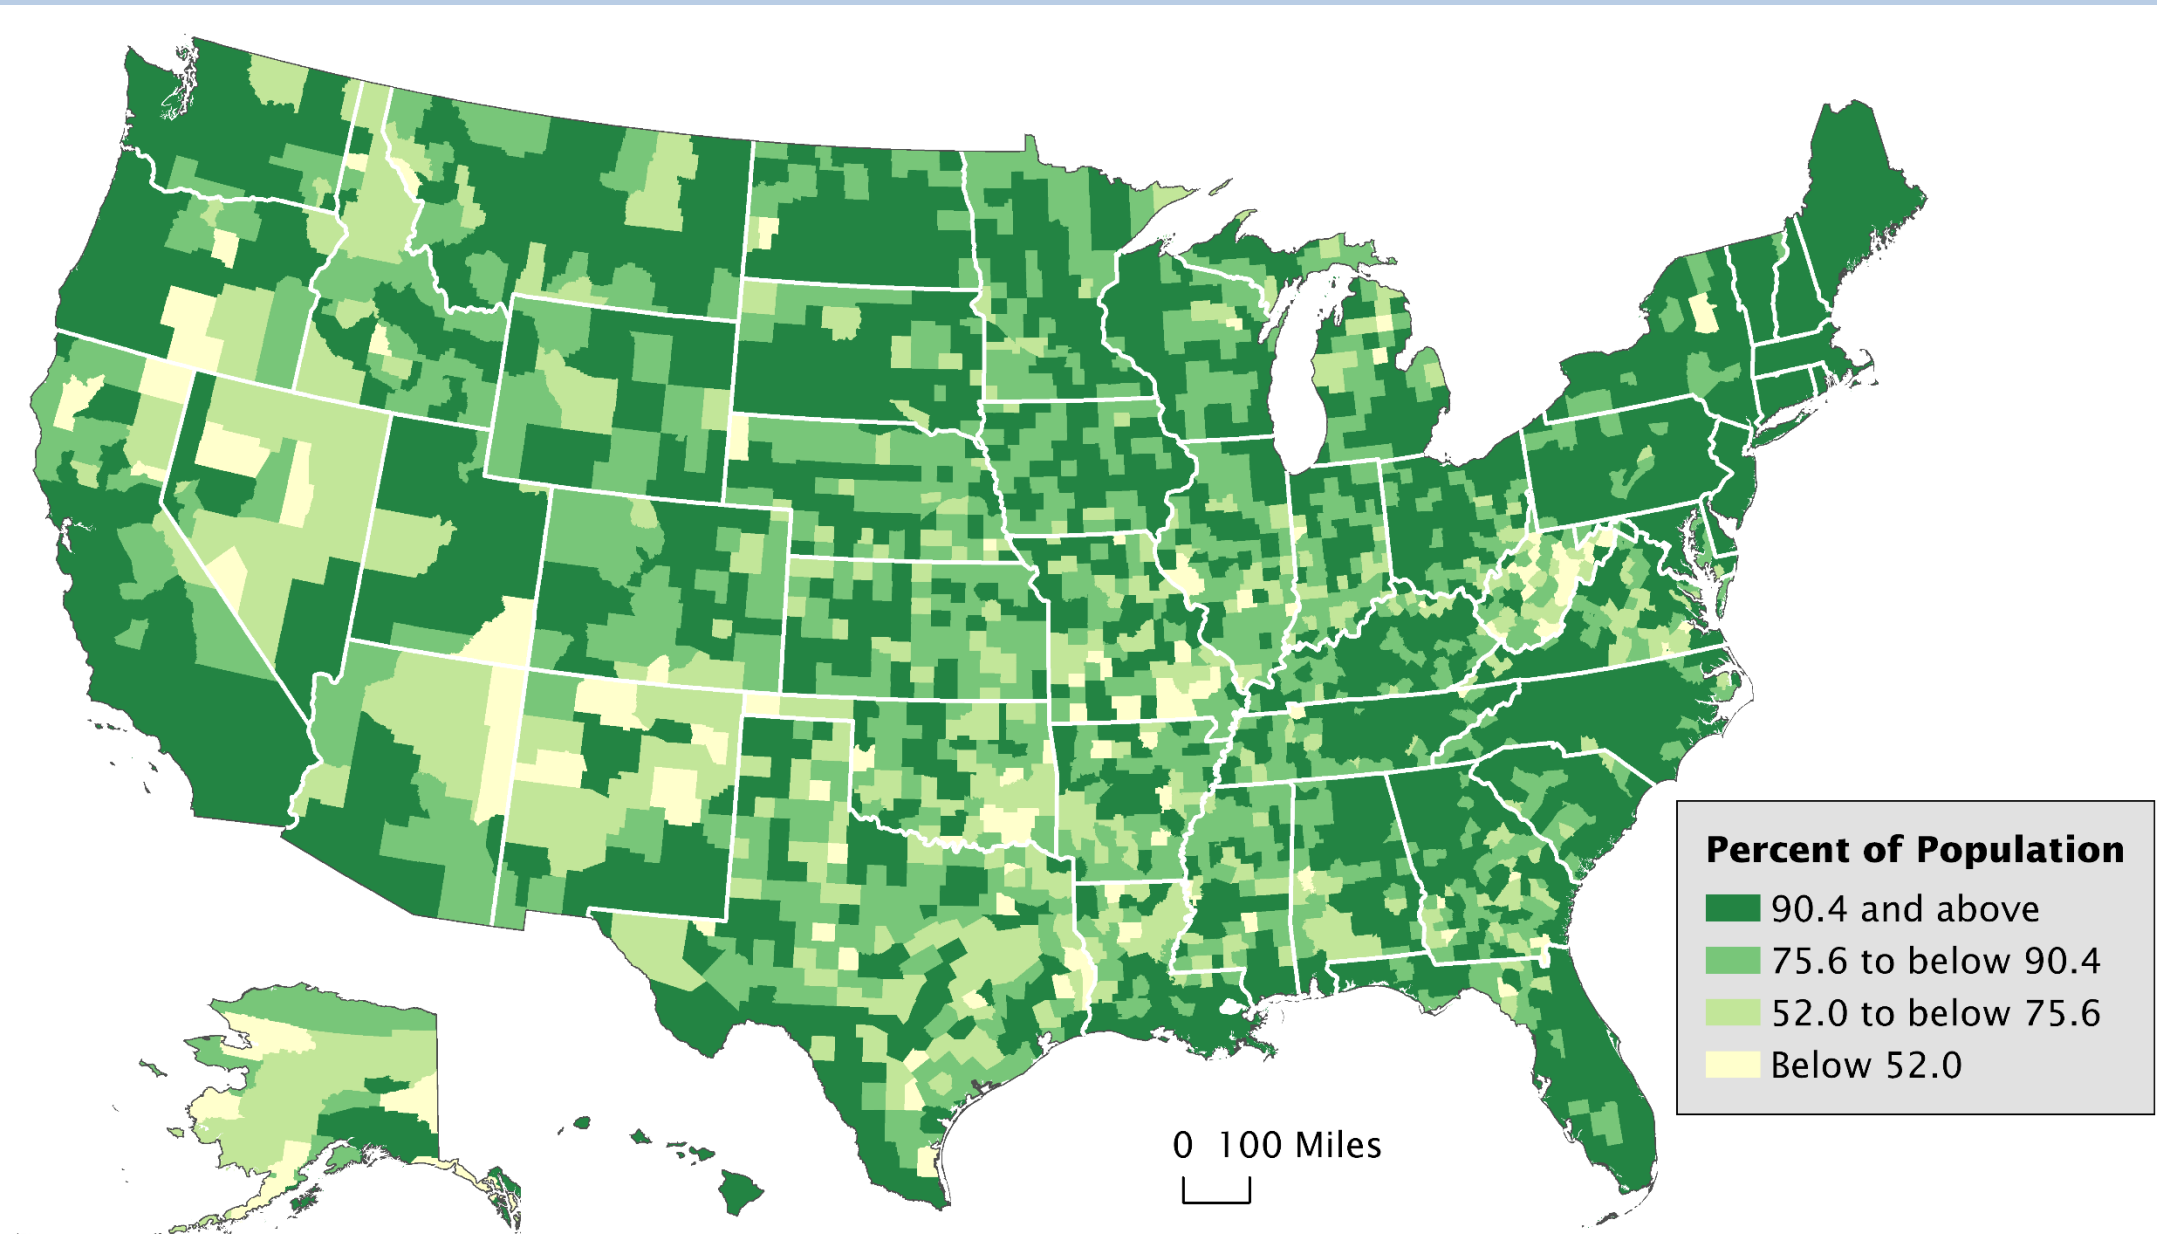 Percent of Population
90.4 and above
75.6 to below 90.4
52.0 to below 75.6
Below 52.0
0 100 Miles